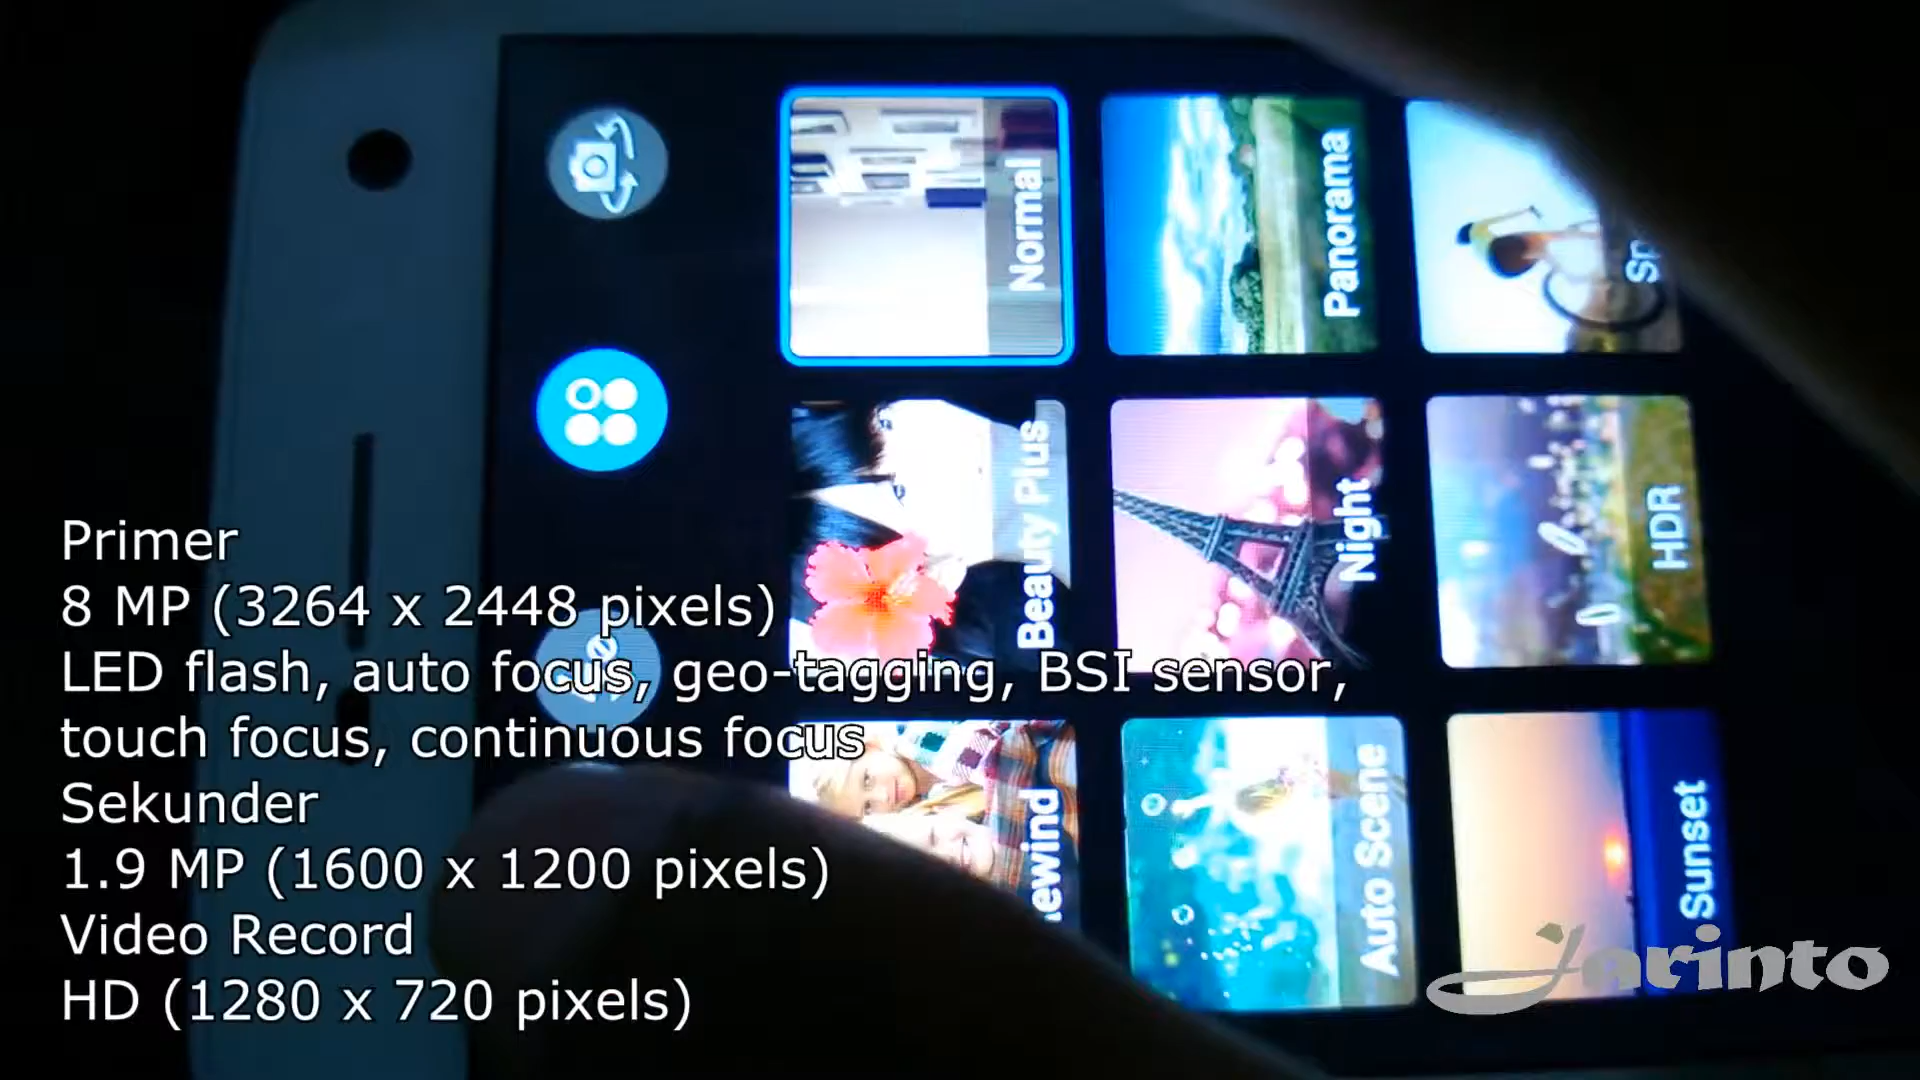 Normal
Panorama
Beauty Plus
Night
HDR
Auto Scene
Sunset
Primer
8 MP (3264 x 2448 pixels)
LED flash, auto focus, geo-tagging, BSI sensor,
touch focus, continuous focus
Sekunder
1.9 MP (1600 x 1200 pixels)
Video Record
HD (1280 x 720 pixels)
Jarinto